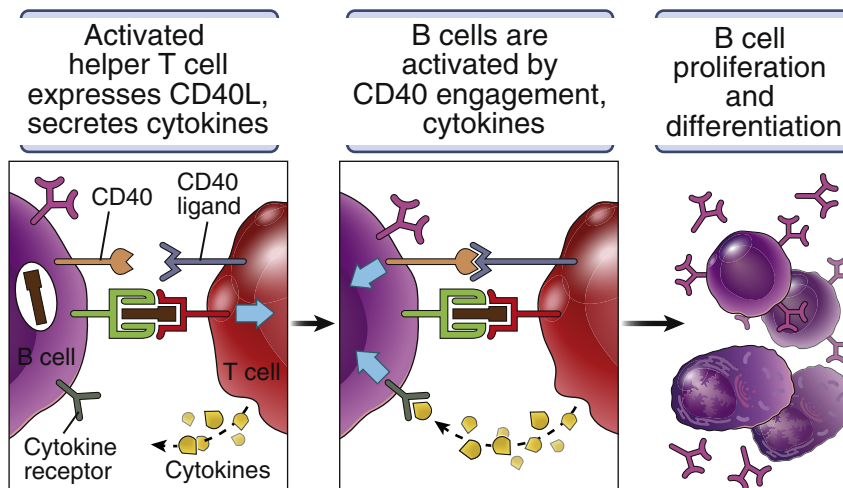 Activated
helper T cell
expresses CD40L,
secretes cytokines
B cells are
activated by
CD40 engagement,
cytokines
B cell
proliferation
and
differentiation
CD40
CD40
ligand
B cell
T cell
Cytokine
receptor
Cytokines